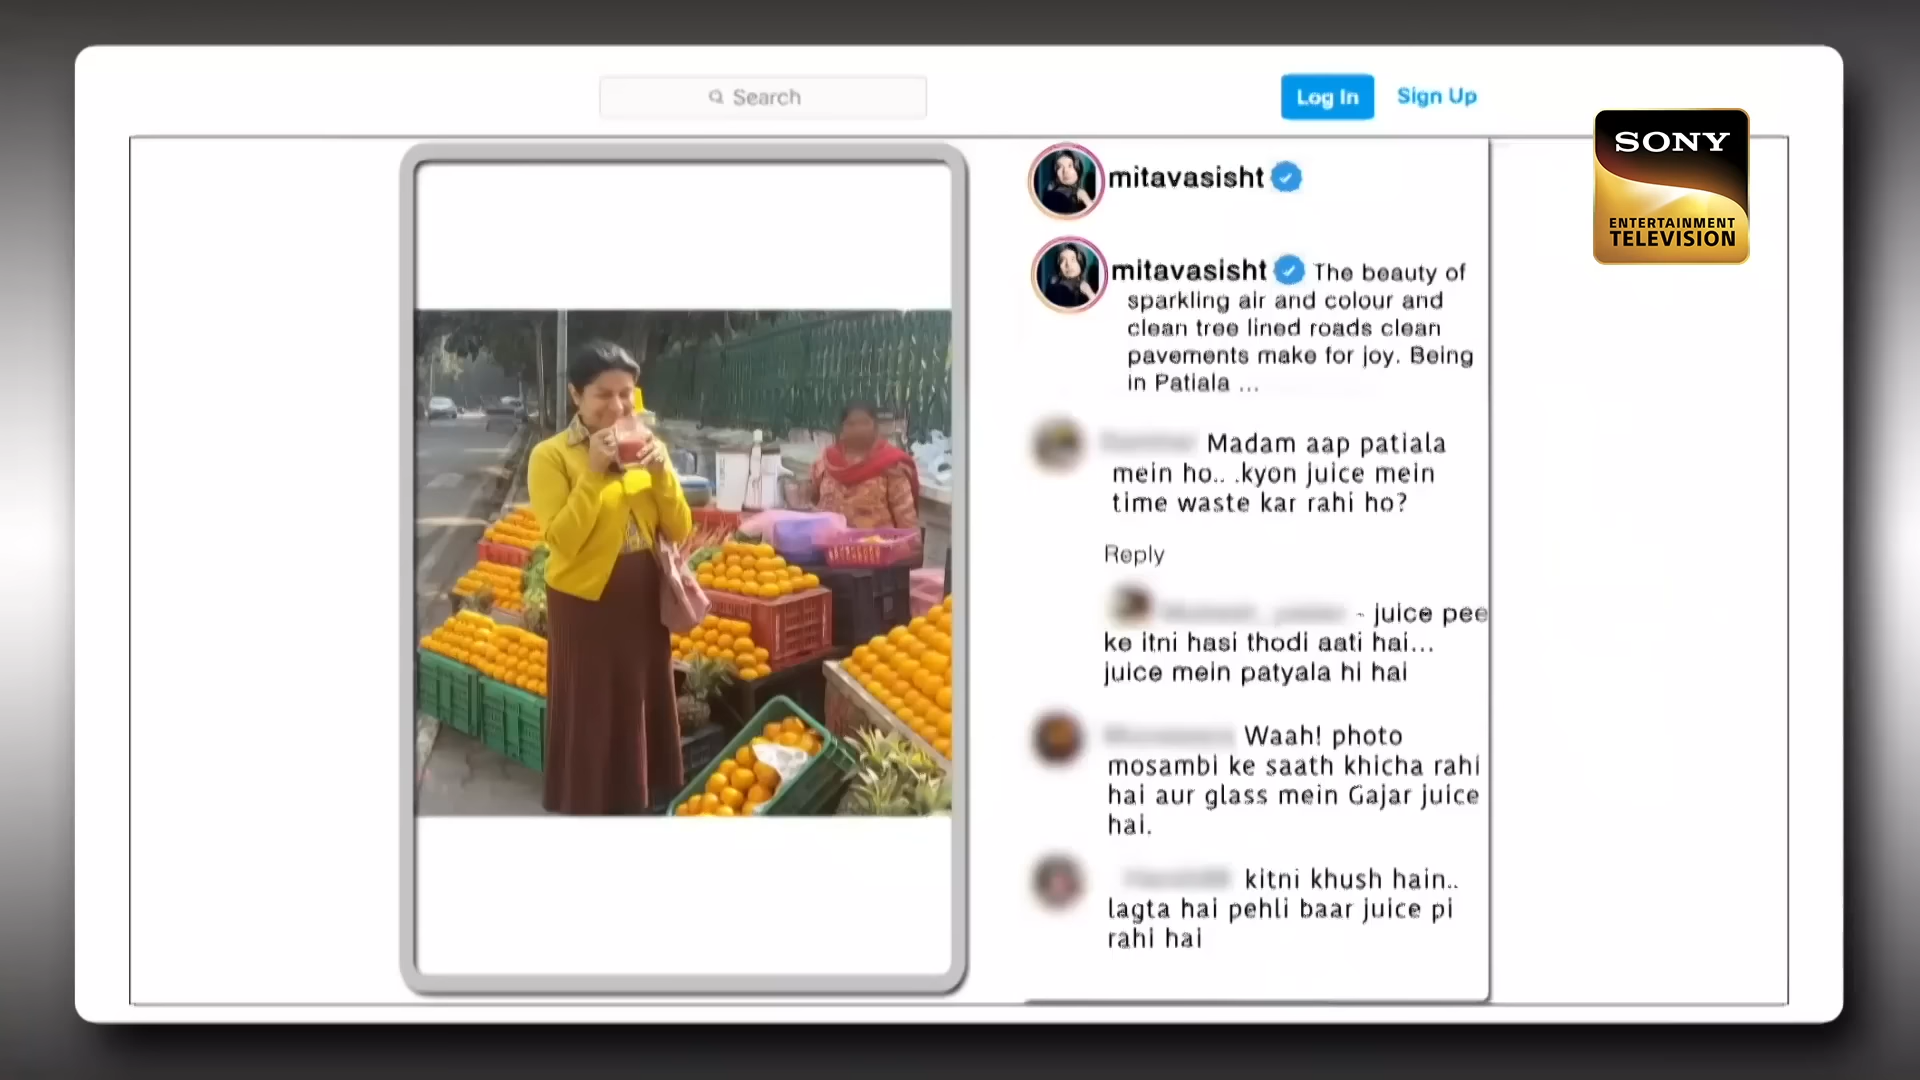 Search
Log In
Sign Up
SONY
ENTERTAINMENT
TELEVISION
mitavasisht
mitavasisht The beauty of
sparkling air and colour and
clean tree lined roads clean
pavements make for joy. Being
in Patiala ...
Madam aap patiala
mein ho.. .kyon juice mein
time waste kar rahi ho?
Reply
- juice pee
ke itni hasi thodi aati hai...
juice mein patyala hi hai
Waah! photo
mosambi ke saath khicha rahi
hai aur glass mein Gajar juice
hai.
kitni khush hain..
lagta hai pehli baar juice pi
rahi hai